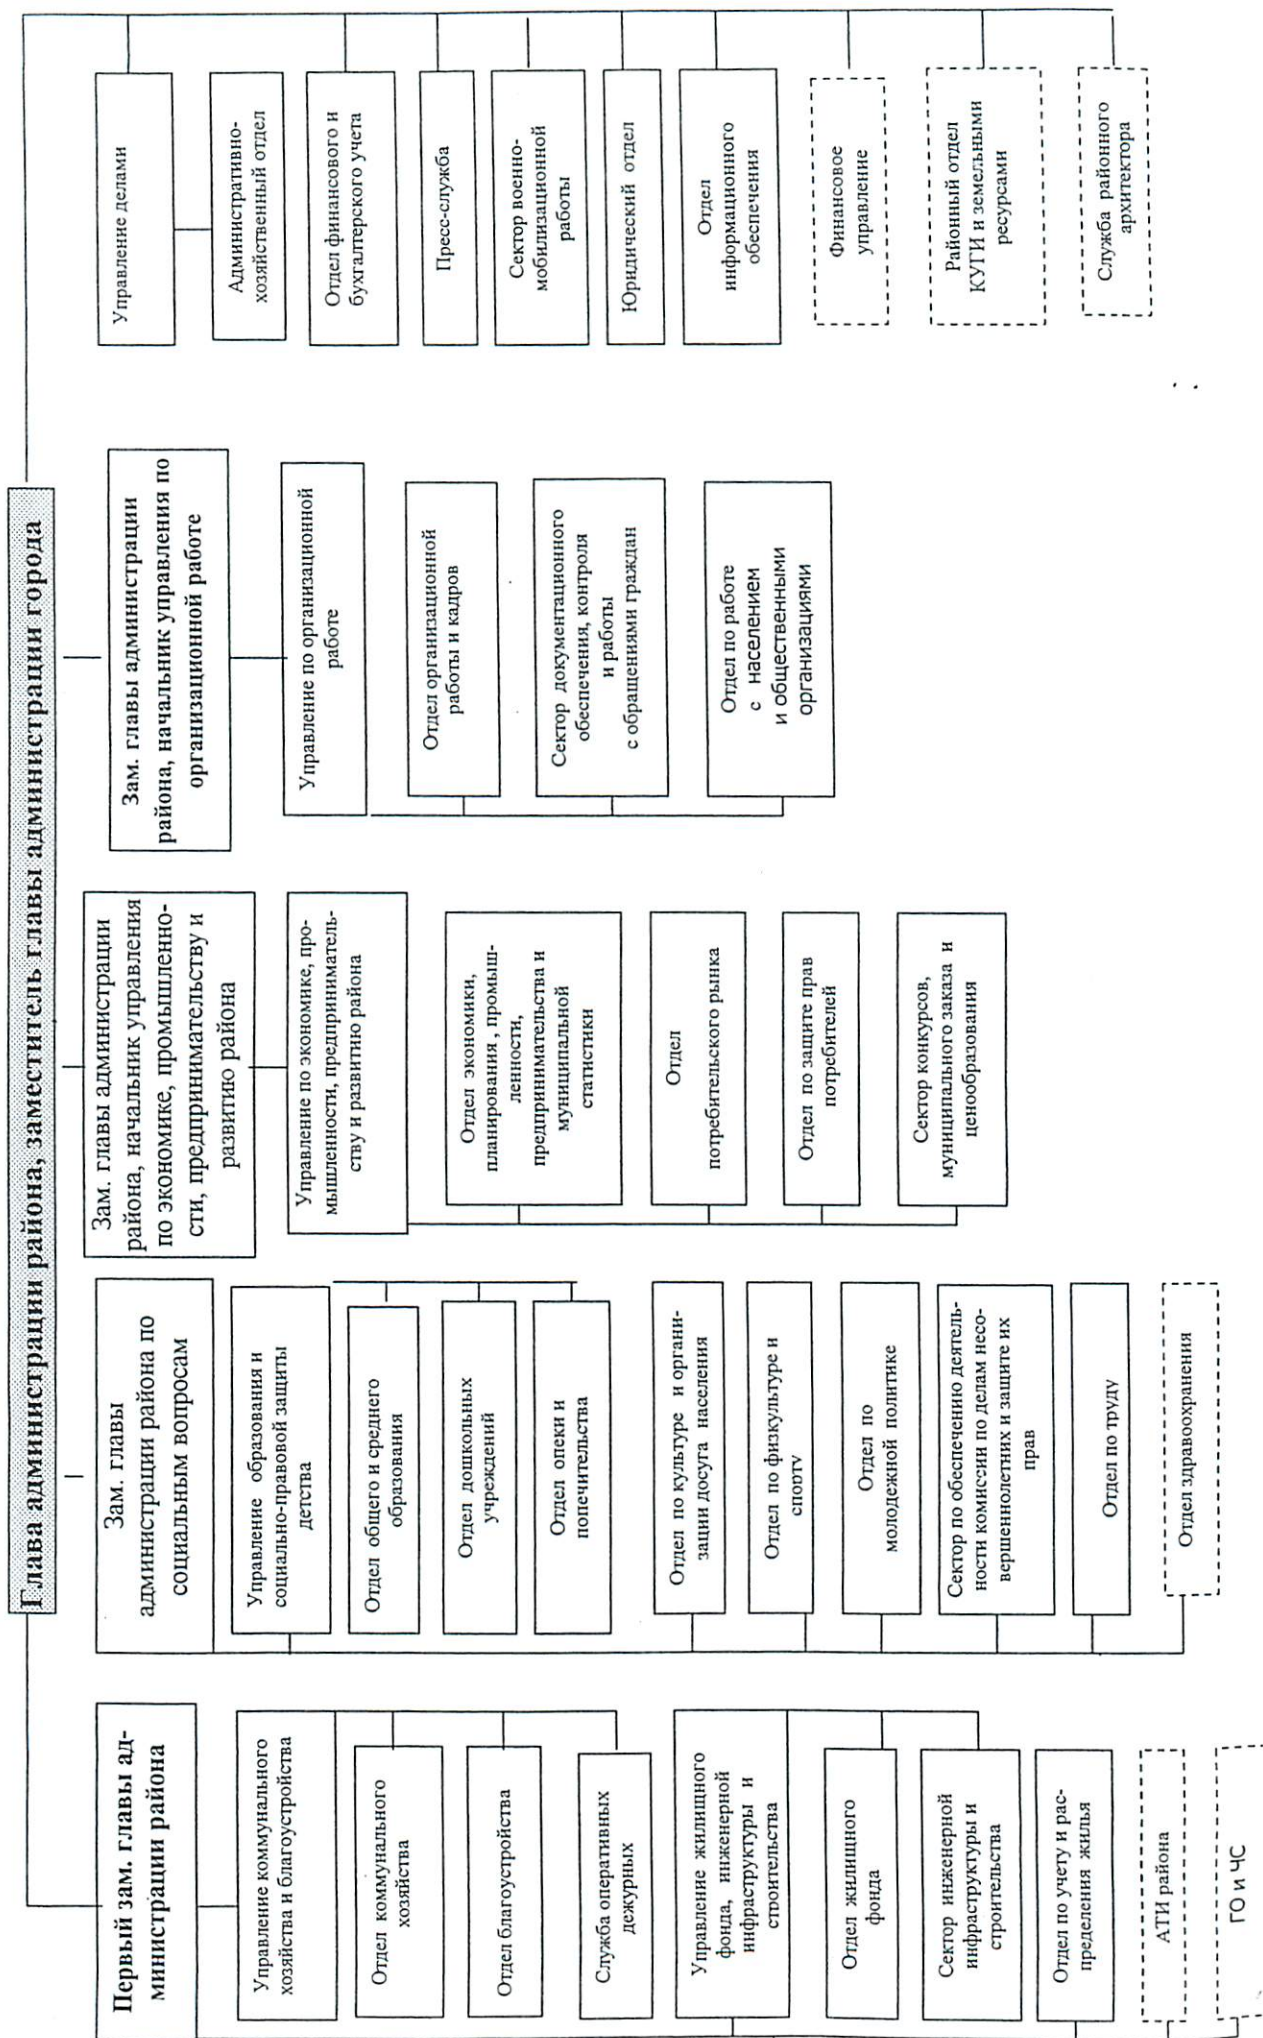 Глава администрации района, заместитель главы администрации города
Первый зам. главы ад-
министрации район
Управление коммунального
хозяйства и благоустройства
Отдел коммунального
хозяйства
Отдел благоустройства
Служба оперативных
дежурных
Управление жилищного
фонда, инженерной
инфраструктуры и
строительства
Отдел жилищного
фонда
Сектор инженерной
инфраструктуры и
строительства
Отдел по учету и рас-
пределения жилья
АТИ района
ГО и ЧС
Зам. главы
администрации района по
социальным вопросам
Управление образования и
социально-правовой защиты
детства
Отдел общего и среднего
образования
Отдел дошкольных
учреждений
Отдел опеки и
попечительства
Отдел по культуре и органи-
зации досуга населения
Отдел по физкультуре и
спорту
Отдел по
молодежной политике
Сектор по обеспечению деятель-
ности комиссии по делам несо-
вершеннолетних и защите их
прав
Отдел по труду
Отдел здравоохранения
Зам. главы администрации
района, начальник управления
по экономике, промышленно-
сти, предпринимательству и
развитию района
Управление по экономике, про-
мышленности, предприниматель-
ству и развитию района
Отдел экономики,
планирования , промыш-
ленности,
предпринимательства и
муниципальной
статистики
Отдел
потребительского рынка
Отдел по защите прав
потребителей
Сектор конкурсов,
муниципального заказа и
ценообразования
Зам. главы администрации
района, начальник управления по
организационной работе
Управление по организационной
работе
Отдел организационной
работы и кадров
Сектор документационного
обеспечения, контроля
и работы
с обращениями граждан
Отдел по работе
с населением
и общественными
организациями
Управление делами
Административно-
хозяйственный отдел
Отдел финансового и
бухгалтерского учета
Пресс-служба
Сектор военно-
мобилизационной
работы
Юридический отдел
Отдел
информационного
обеспечения
Финансовое
управление
Районный отдел
КУГИ и земельными
ресурсами
Служба районного
архитектора